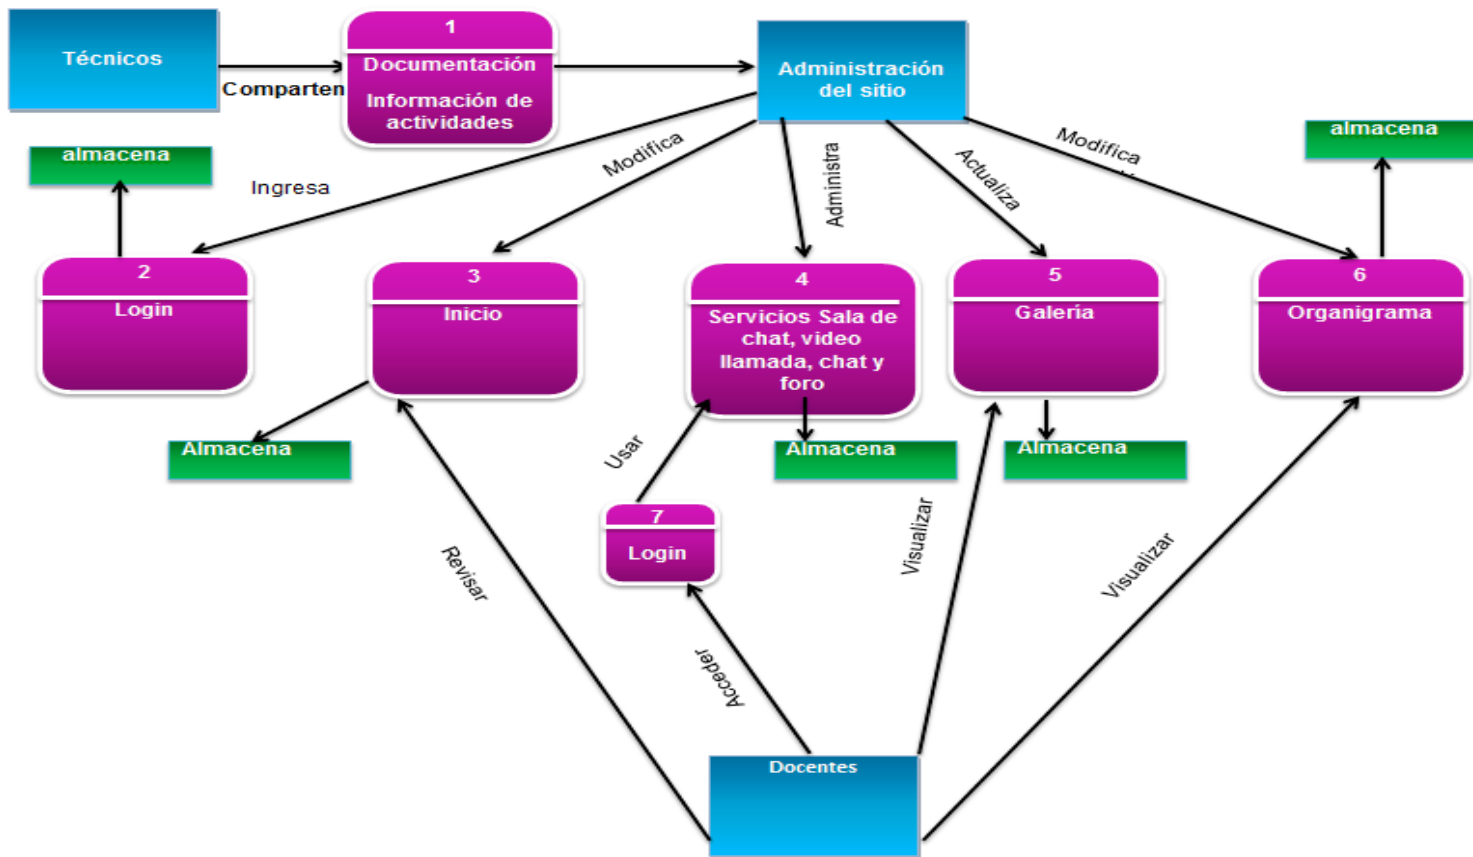 Técnicos
Comparten
1
Documentación
Información de
actividades
Administración
del sitio
almacena
Ingresa
Modifica
Administra
Actualiza
Modifica
almacena
2
Login
3
Inicio
4
Servicios Sala de
chat, video
llamada, chat y
foro
5
Galería
6
Organigrama
Almacena
Usar
Almacena
Almacena
7
Login
Revisar
Acceder
Visualizar
Visualizar
Docentes